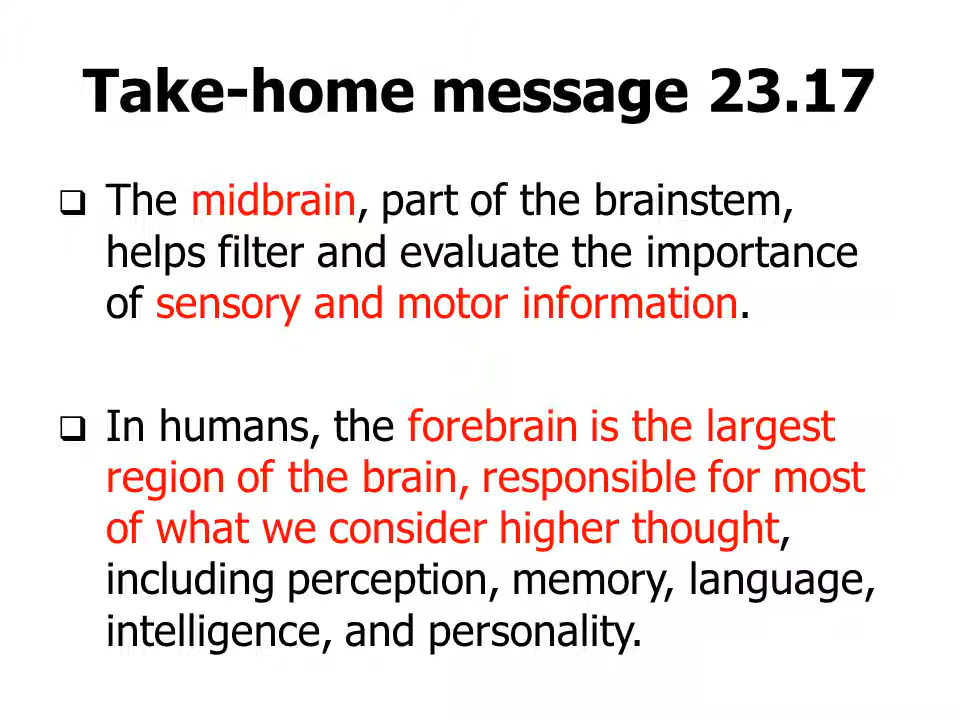 Take-home message 23.17
❑ The midbrain, part of the brainstem,
helps filter and evaluate the importance
of sensory and motor information.
❑ In humans, the forebrain is the largest
region of the brain, responsible for most
of what we consider higher thought,
including perception, memory, language,
intelligence, and personality.